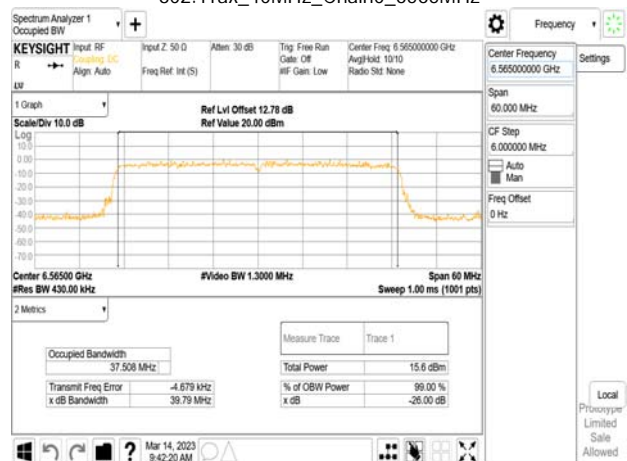 Spectrum Analyzer 1
Occupied BW
Frequency
KEYSIGHT
Input: RF
Coupling: DC
Align: Auto
Input Z: 50 Ω
Freq Ref: Int (S)
Atten: 30 dB
Trig: Free Run
Gate: Off
#IF Gain: Low
Center Freq: 6.565000000 GHz
Avg|Hold: 10/10
Radio Std: None
R
LXI
Center Frequency
6.565000000 GHz
Settings
Span
60.000 MHz
CF Step
6.000000 MHz
Auto
Man
Freq Offset
0 Hz
1 Graph
Scale/Div 10.0 dB
Ref Lvl Offset 12.78 dB
Ref Value 20.00 dBm
Log
10.0
0.00
-10.0
-20.0
-30.0
-40.0
-50.0
-60.0
-70.0
Center 6.56500 GHz
#Res BW 430.00 kHz
#Video BW 1.3000 MHz
Span 60 MHz
Sweep 1.00 ms (1001 pts)
2 Metrics
Measure Trace Trace 1
Occupied Bandwidth
37.508 MHz
Total Power 15.6 dBm
Transmit Freq Error -4.679 kHz
% of OBW Power 99.00 %
x dB Bandwidth 39.79 MHz
x dB -26.00 dB
Local
Prototype
Limited
Sale
Allowed
Mar 14, 2023
9:42:20 AM